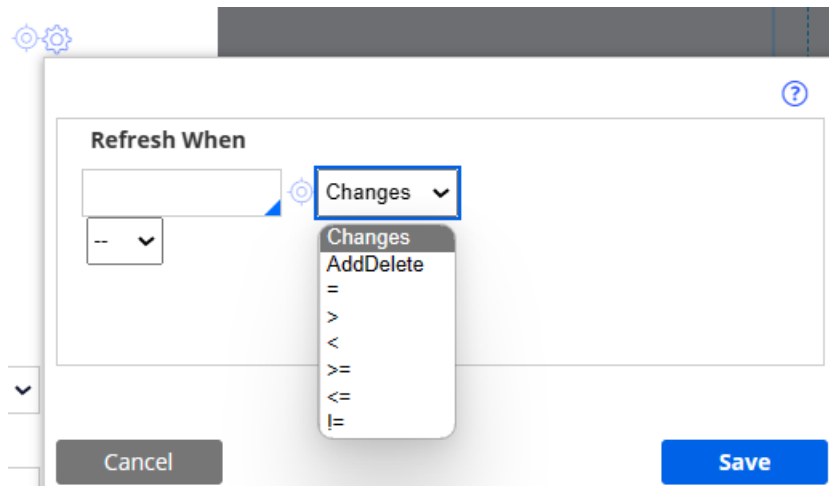 ?
Refresh When
Changes
--
Changes
AddDelete
=
>
<
>=
<=
!=
Cancel
Save